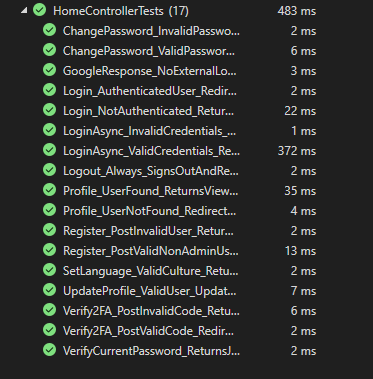 HomeControllerTests (17) 483 ms
ChangePassword_InvalidPasswo... 2 ms
ChangePassword_ValidPasswor... 6 ms
GoogleResponse_NoExternalLo... 3 ms
Login_AuthenticatedUser_Redir... 2 ms
Login_NotAuthenticated_Retur... 22 ms
LoginAsync_InvalidCredentials_... 1 ms
LoginAsync_ValidCredentials_Re... 372 ms
Logout_Always_SignsOutAndRe... 2 ms
Profile_UserFound_ReturnsView... 35 ms
Profile_UserNotFound_Redirect... 4 ms
Register_PostInvalidUser_Retur... 2 ms
Register_PostValidNonAdminUs... 13 ms
SetLanguage_ValidCulture_Retu... 2 ms
UpdateProfile_ValidUser_Updat... 7 ms
Verify2FA_PostInvalidCode_Retu... 6 ms
Verify2FA_PostValidCode_Redir... 2 ms
VerifyCurrentPassword_ReturnsJ... 2 ms